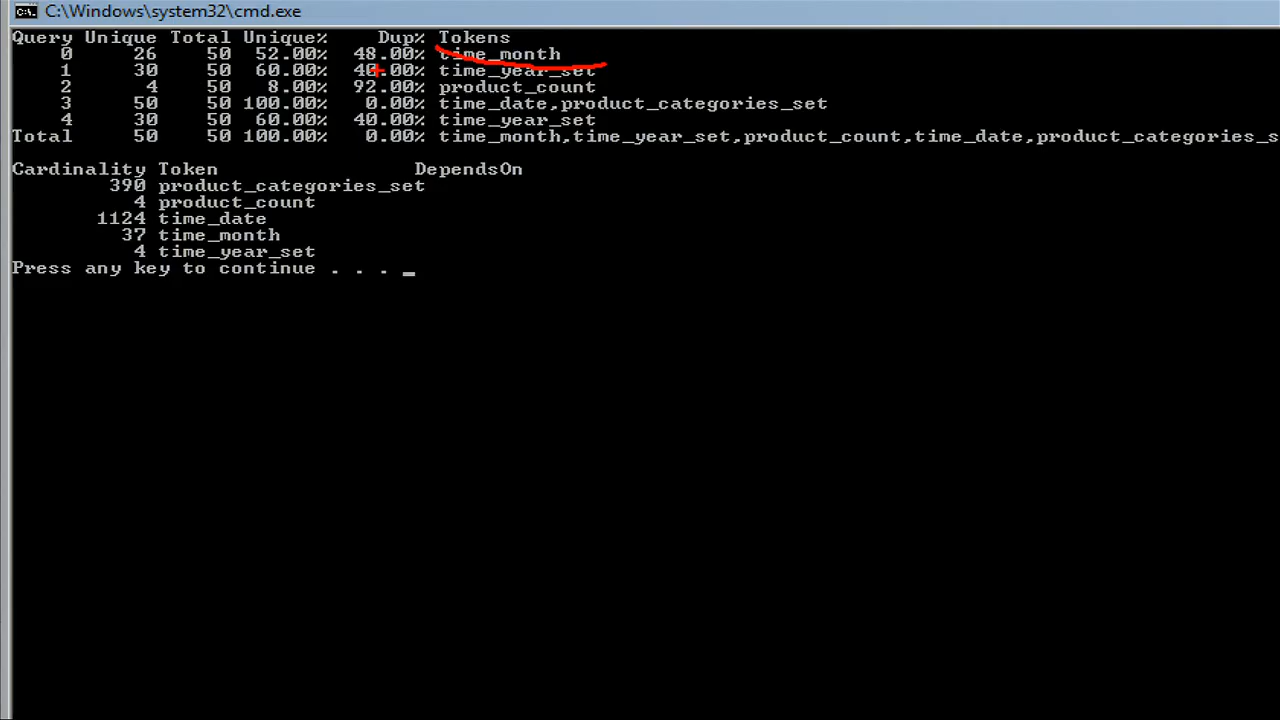 C:\Windows\system32\cmd.exe
Query Unique Total Unique% Dup% Tokens
0 26 50 52.00% 48.00% time_month
1 30 50 60.00% 40.00% time_year_set
2 4 50 8.00% 92.00% product_count
3 50 50 100.00% 0.00% time_date,product_categories_set
4 30 50 60.00% 40.00% time_year_set
Total 50 50 100.00% 0.00% time_month,time_year_set,product_count,time_date,product_categories_s
Cardinality Token DependsOn
390 product_categories_set
4 product_count
1124 time_date
37 time_month
4 time_year_set
Press any key to continue . . . _